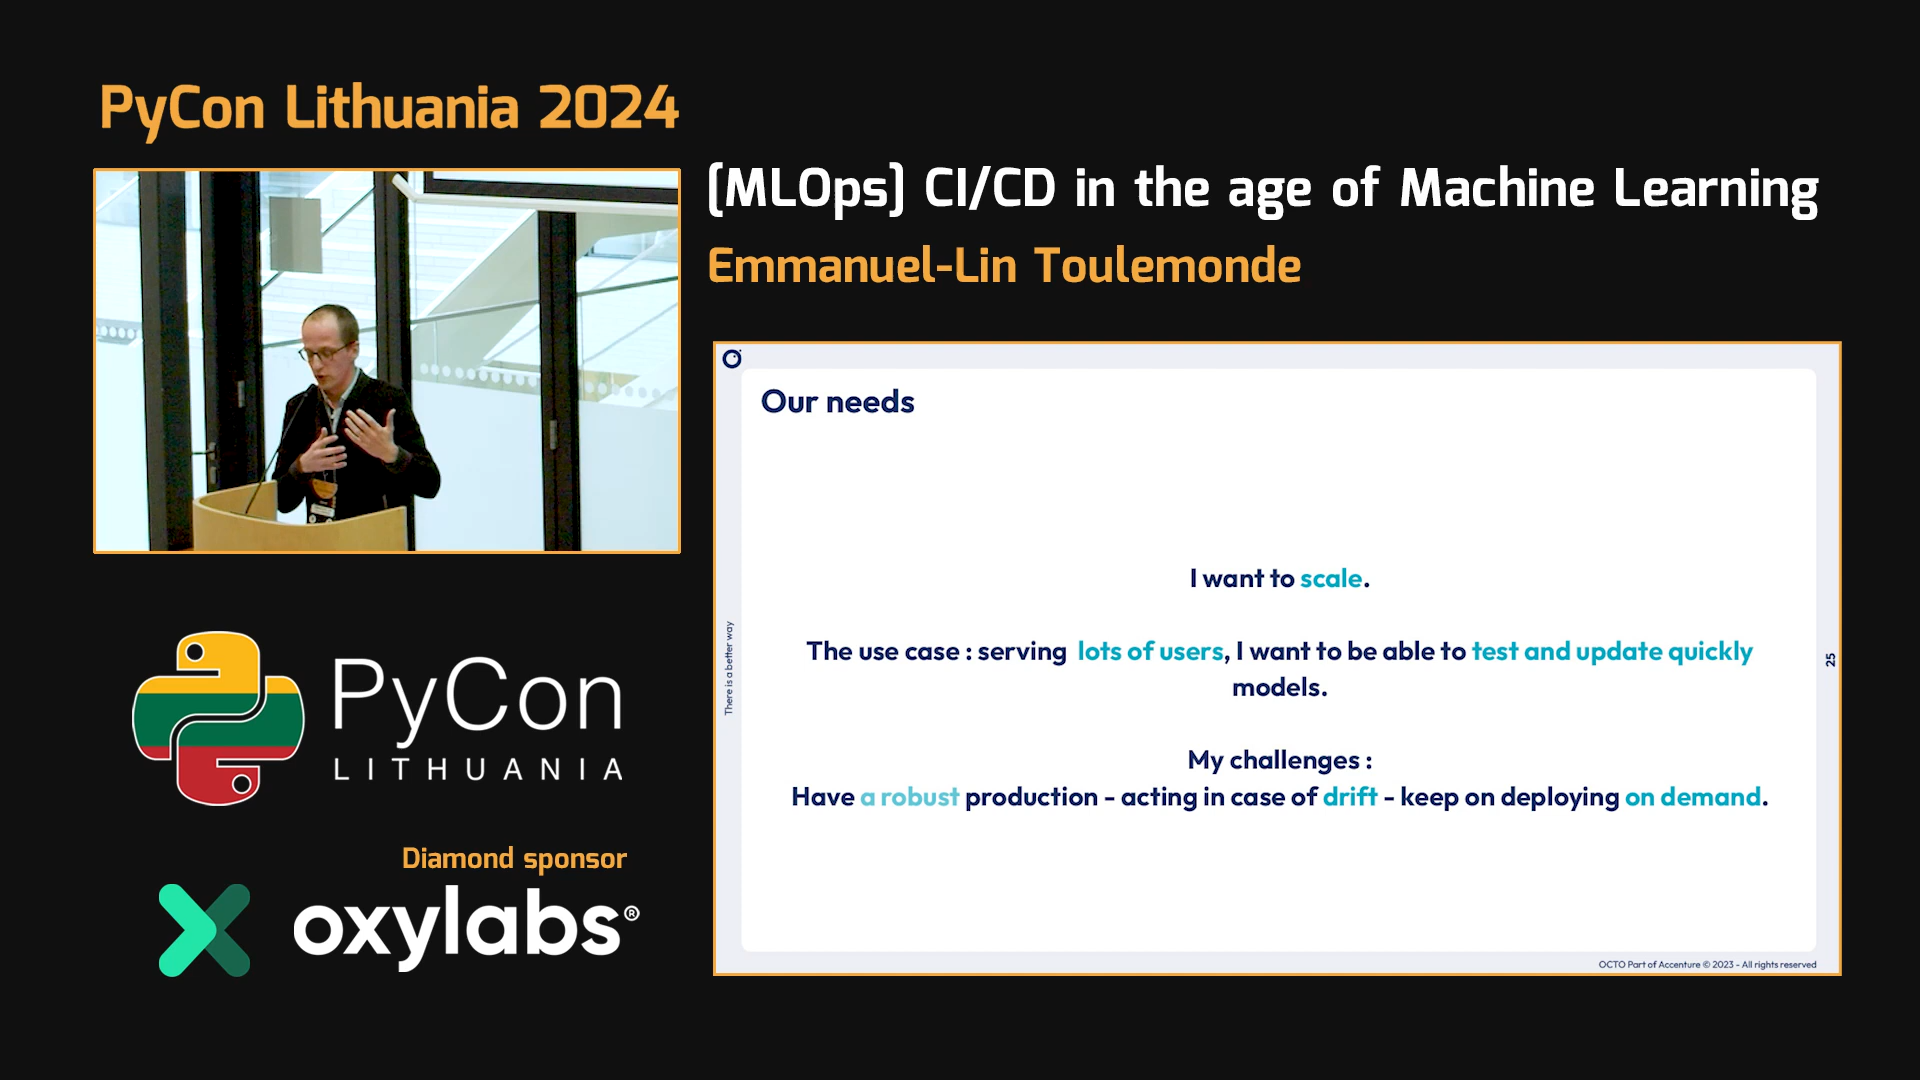 PyCon Lithuania 2024
[MLOps] CI/CD in the age of Machine Learning
Emmanuel-Lin Toulemonde
Our needs
I want to scale.
The use case : serving lots of users, I want to be able to test and update quickly
models.
My challenges :
Have a robust production - acting in case of drift - keep on deploying on demand.
There is a better way
25
OCTO Part of Accenture © 2023 - All rights reserved
PyCon
LITHUANIA
Diamond sponsor
oxylabs®